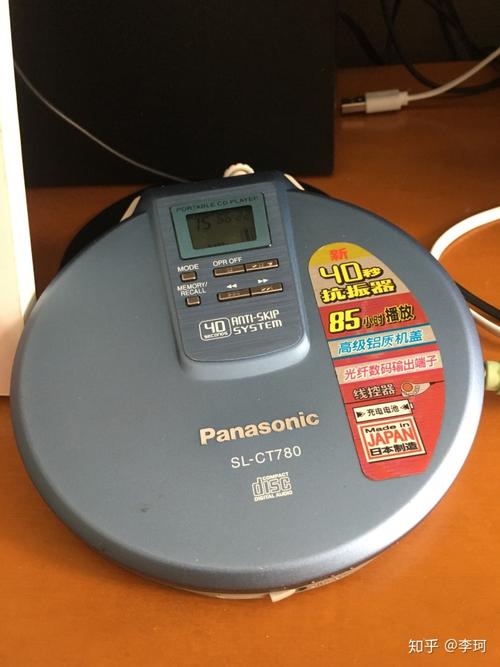 PORTABLE CD PLAYER
15
MODE
OPR OFF
MEMORY/
RECALL
40
SECONDS
ANTI-SKIP
SYSTEM
新
40秒
抗振器
85小时播放
高级铝质机盖
光纤数码输出端子
线控器
充电电池
Made in
JAPAN
日本制造
Panasonic
SL-CT780
COMPACT
disc
DIGITAL AUDIO
知乎 @李珂